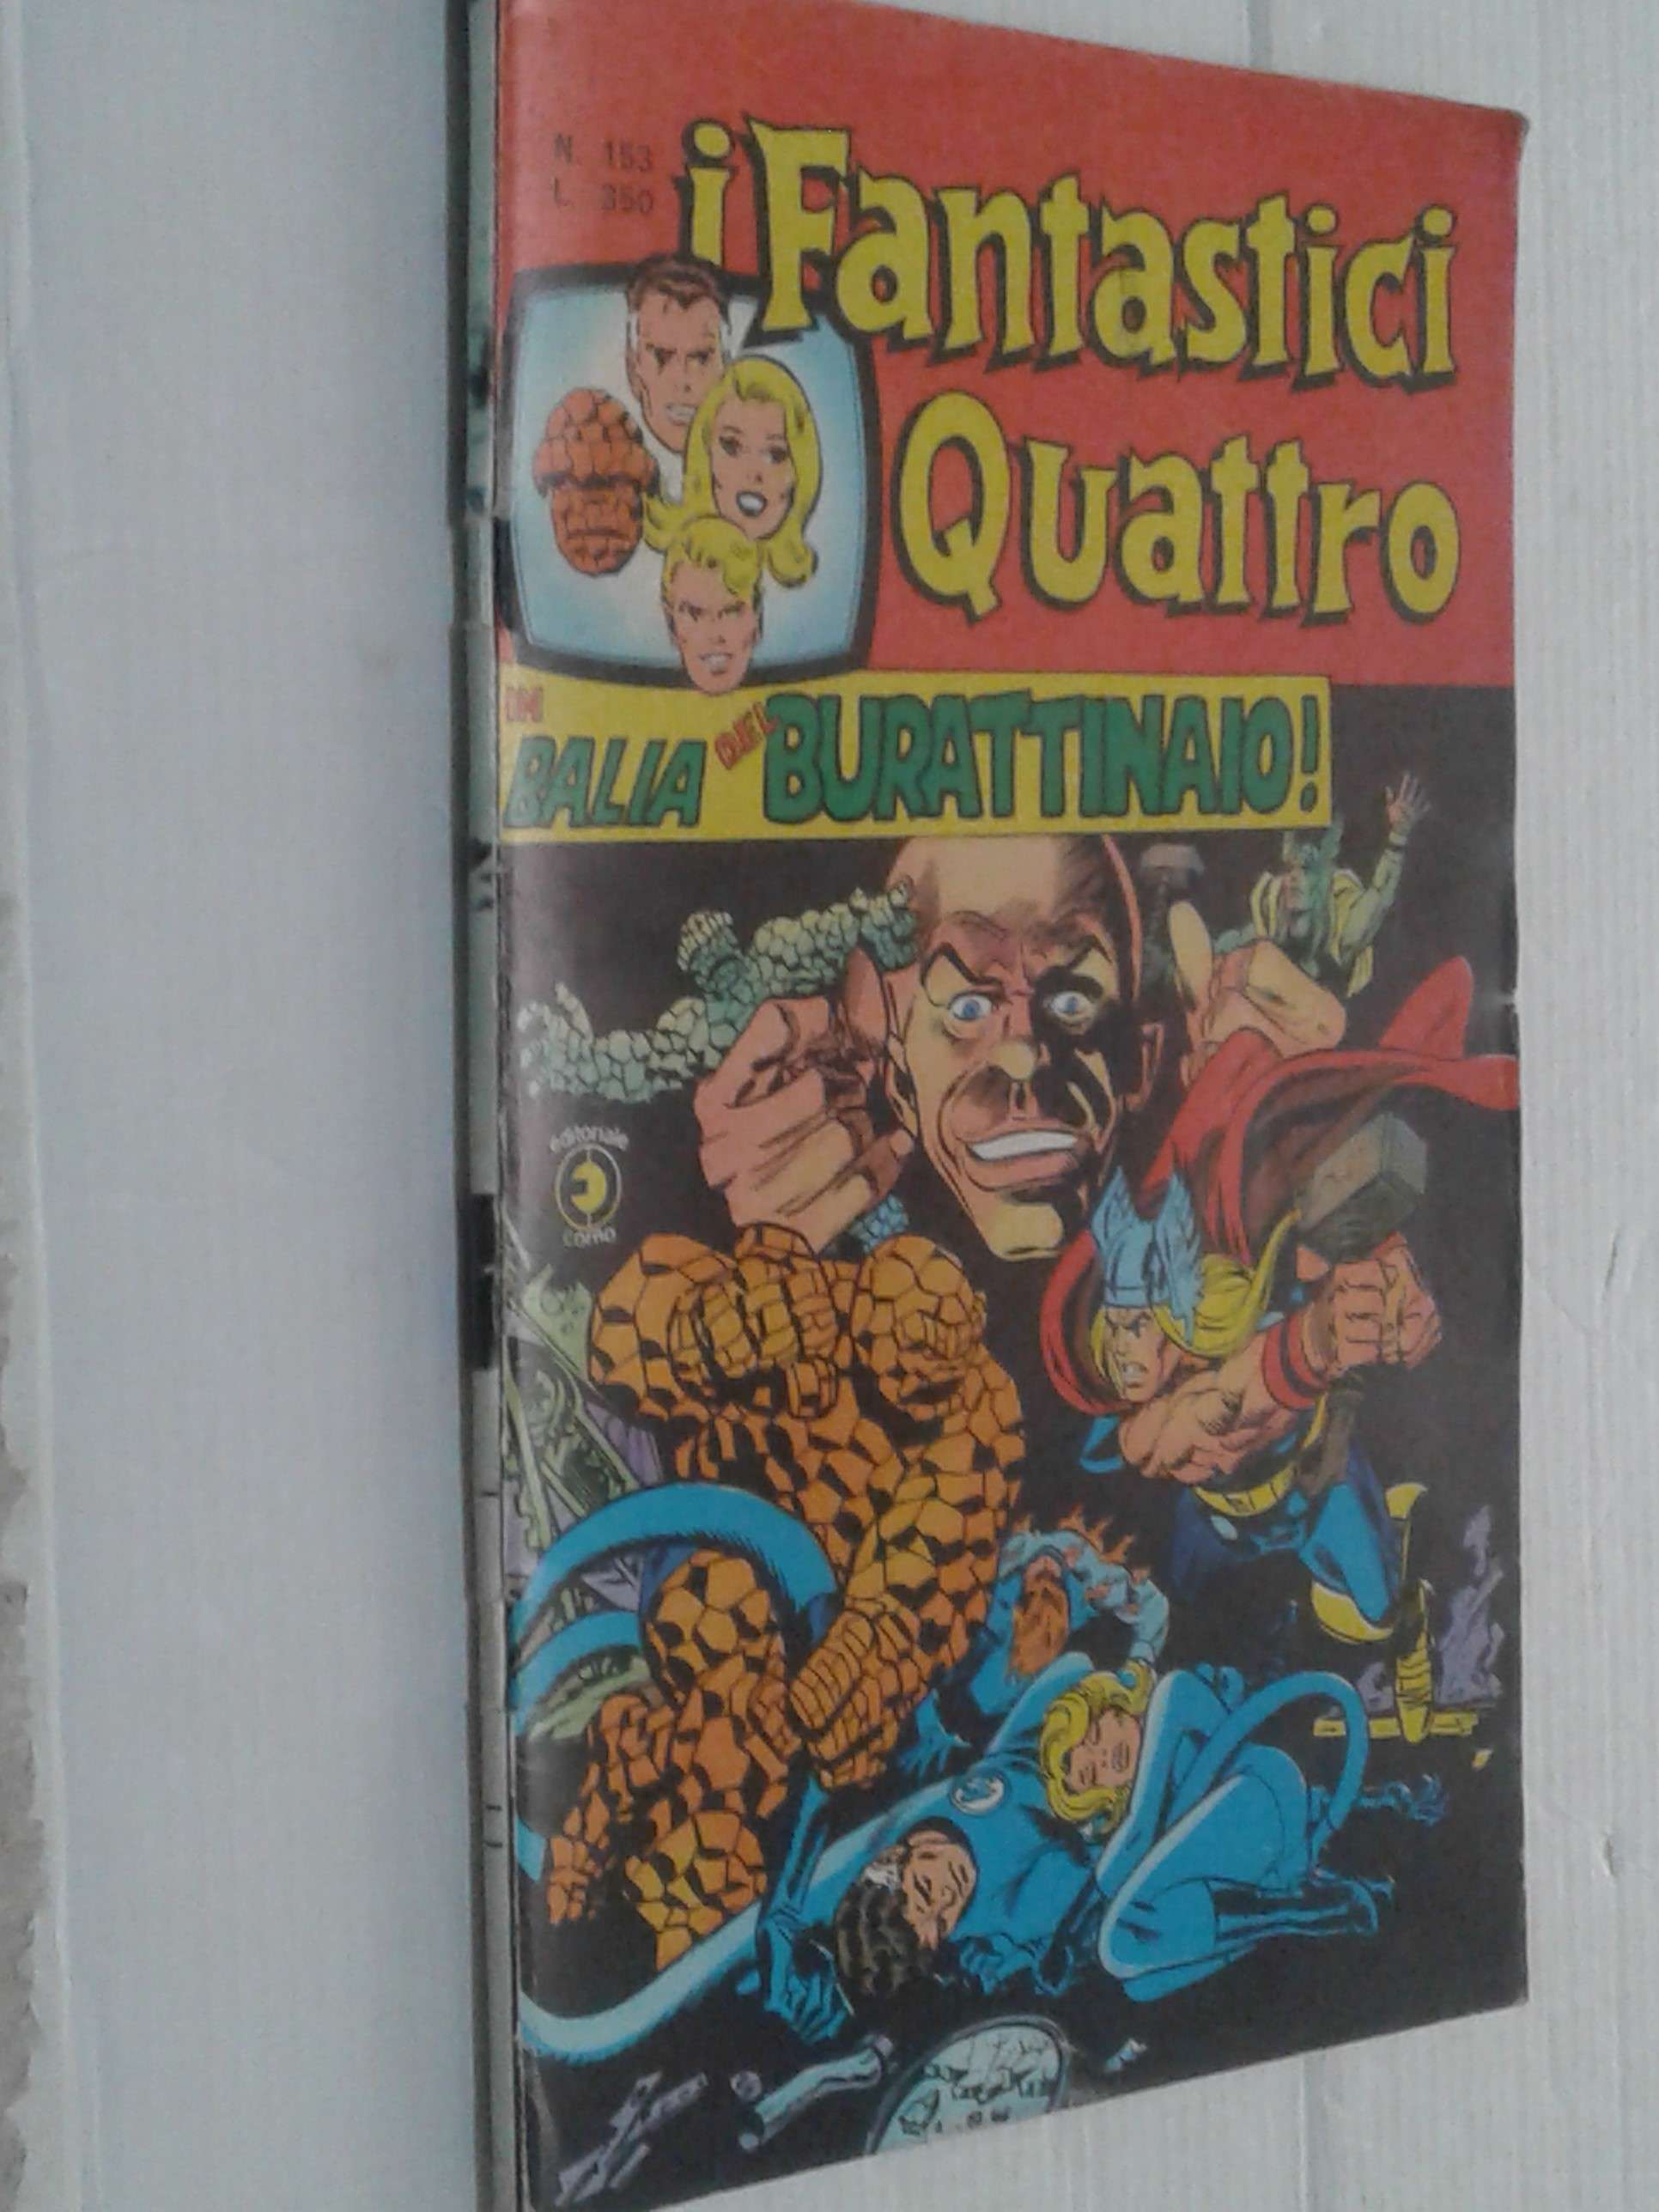 N. 153
L. 350
i Fantastici
Quattro
IN
BALIA DEL BURATTINAIO!
editoriale
corno